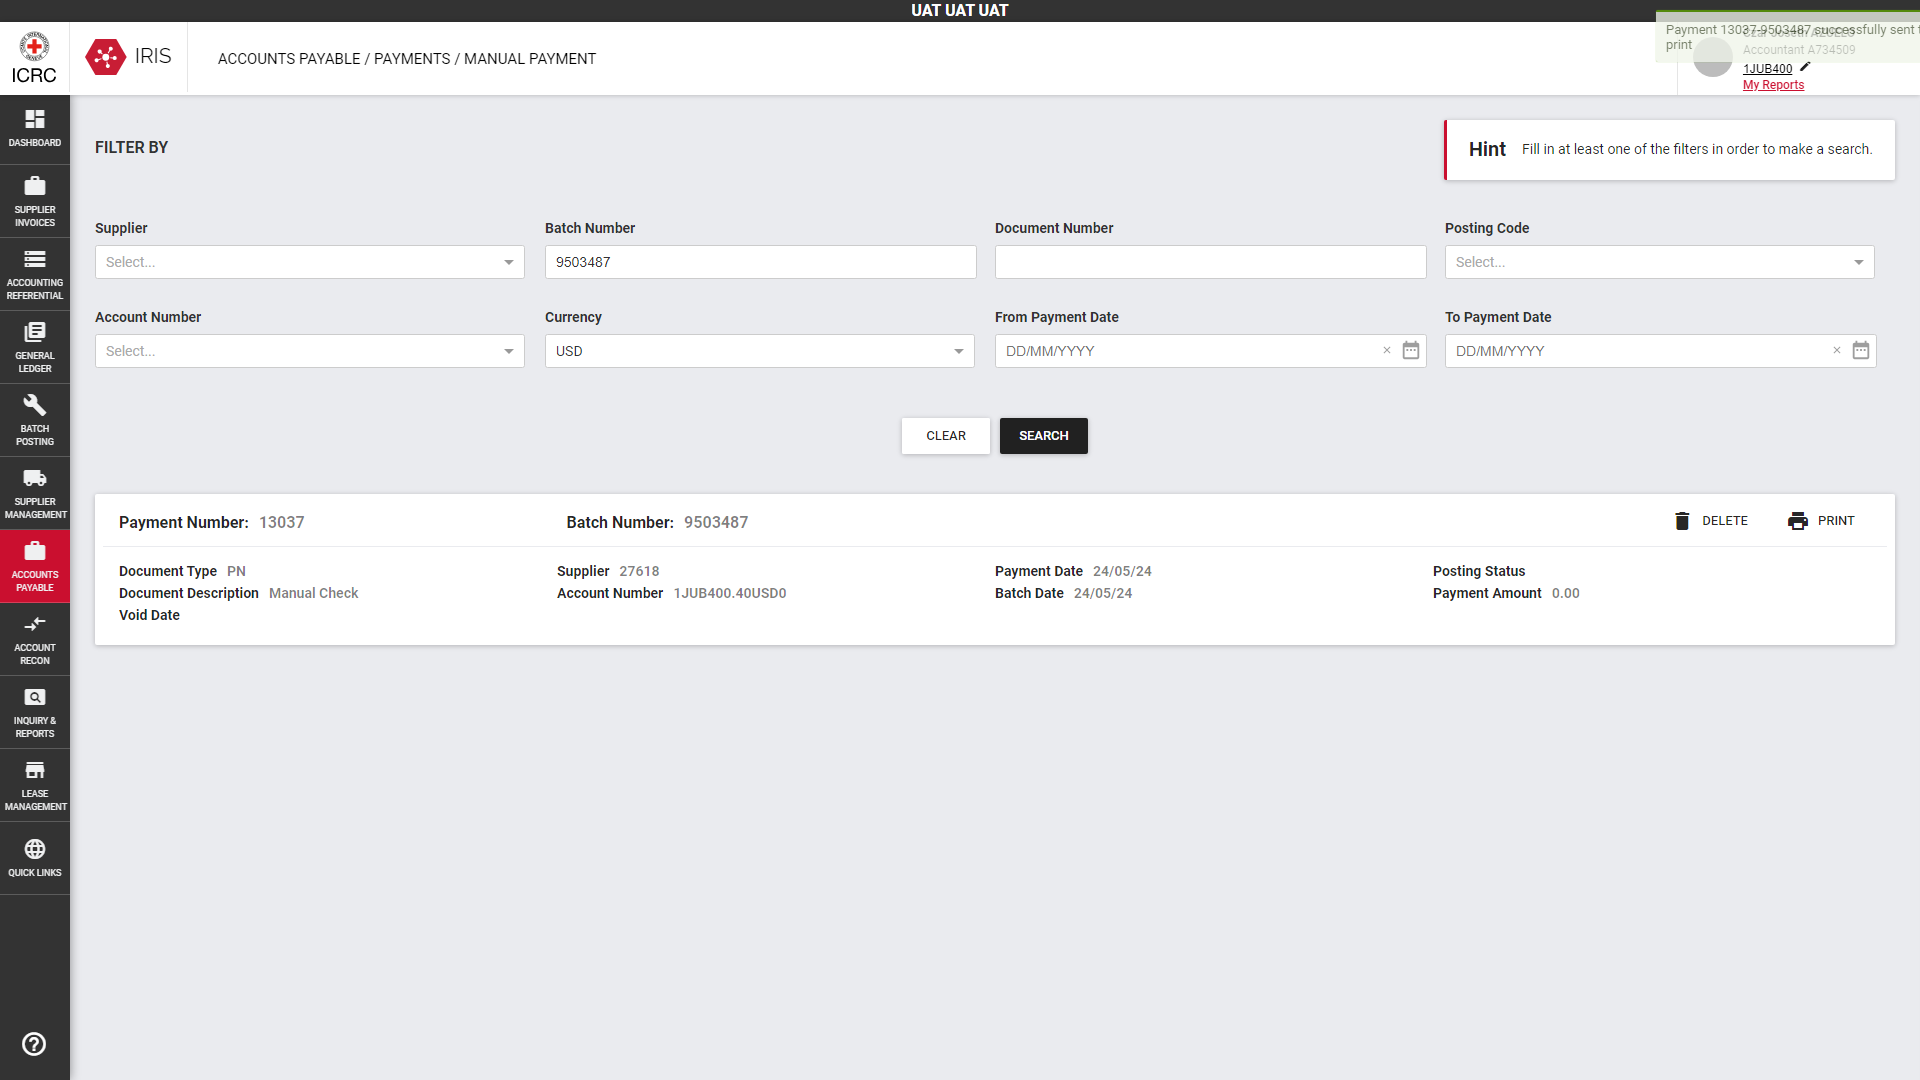 UAT UAT UAT
ICRC
IRIS
ACCOUNTS PAYABLE / PAYMENTS / MANUAL PAYMENT
Payment 13037-9503487 successfully sent t
print
Accountant A734509
1JUB400
My Reports
DASHBOARD
SUPPLIER
INVOICES
ACCOUNTING
REFERENTIAL
GENERAL
LEDGER
BATCH
POSTING
SUPPLIER
MANAGEMENT
ACCOUNTS
PAYABLE
ACCOUNT
RECON
INQUIRY &
REPORTS
LEASE
MANAGEMENT
QUICK LINKS
FILTER BY
Hint Fill in at least one of the filters in order to make a search.
Supplier Batch Number Document Number Posting Code
Select... 9503487 Select...
Account Number Currency From Payment Date To Payment Date
Select... USD DD/MM/YYYY × DD/MM/YYYY ×
CLEAR SEARCH
Payment Number: 13037 Batch Number: 9503487 DELETE PRINT
Document Type PN Supplier 27618 Payment Date 24/05/24 Posting Status
Document Description Manual Check Account Number 1JUB400.40USD0 Batch Date 24/05/24 Payment Amount 0.00
Void Date